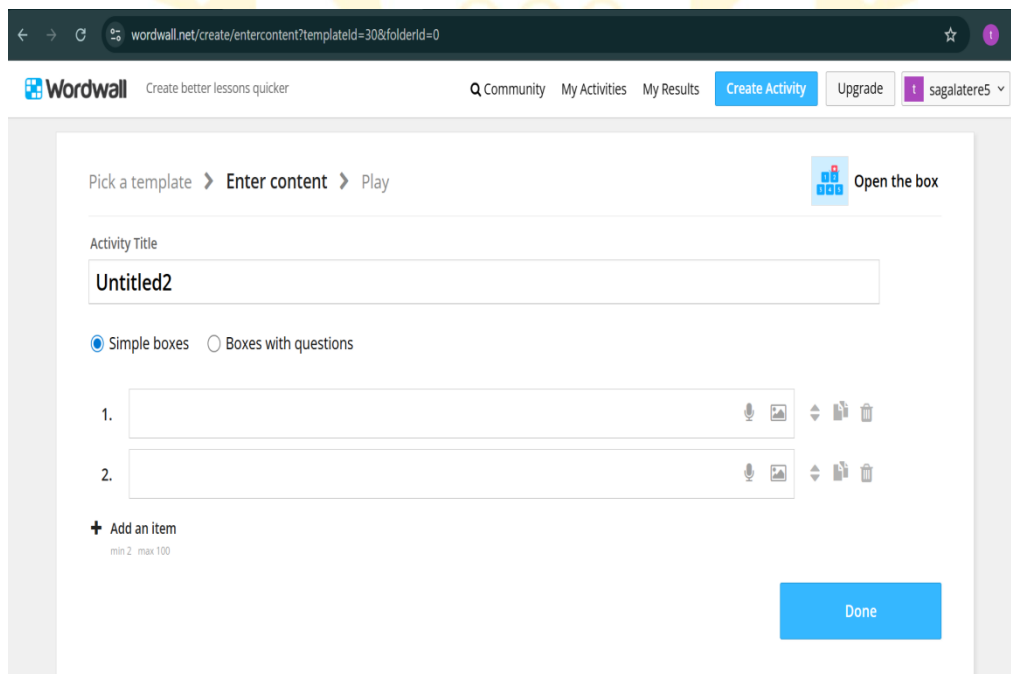 wordwall.net/create/entercontent?templateId=30&folderId=0 t
Wordwall Create better lessons quicker Community My Activities My Results Create Activity Upgrade t sagalatere5
Pick a template Enter content Play Open the box
Activity Title
Untitled2
Simple boxes Boxes with questions
1.
2.
+ Add an item
min 2 max 100
Done